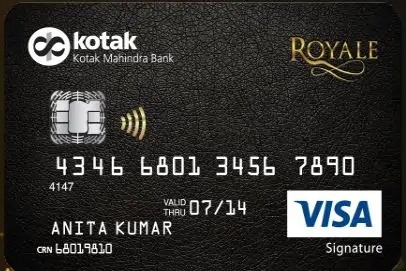 kotak
Kotak Mahindra Bank
ROYALE
4346 6801 3456 7890
4147
VALID THRU 07/14
ANITA KUMAR
CRN 68019810
VISA
Signature